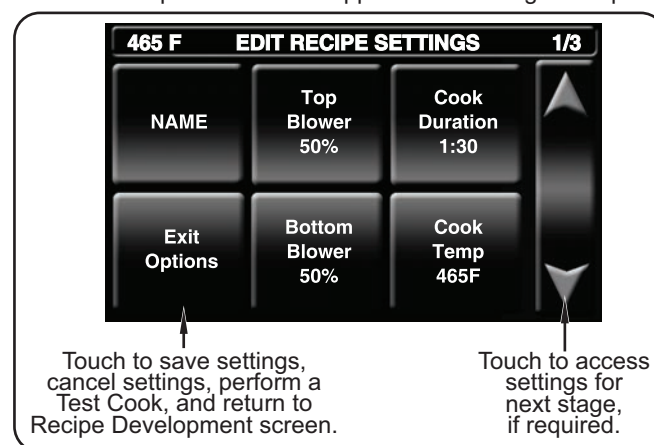 465 F EDIT RECIPE SETTINGS 1/3
NAME
Top
Blower
50%
Cook
Duration
1:30
Exit
Options
Bottom
Blower
50%
Cook
Temp
465F
Touch to save settings,
cancel settings, perform a
Test Cook, and return to
Recipe Development screen.
Touch to access
settings for
next stage,
if required.